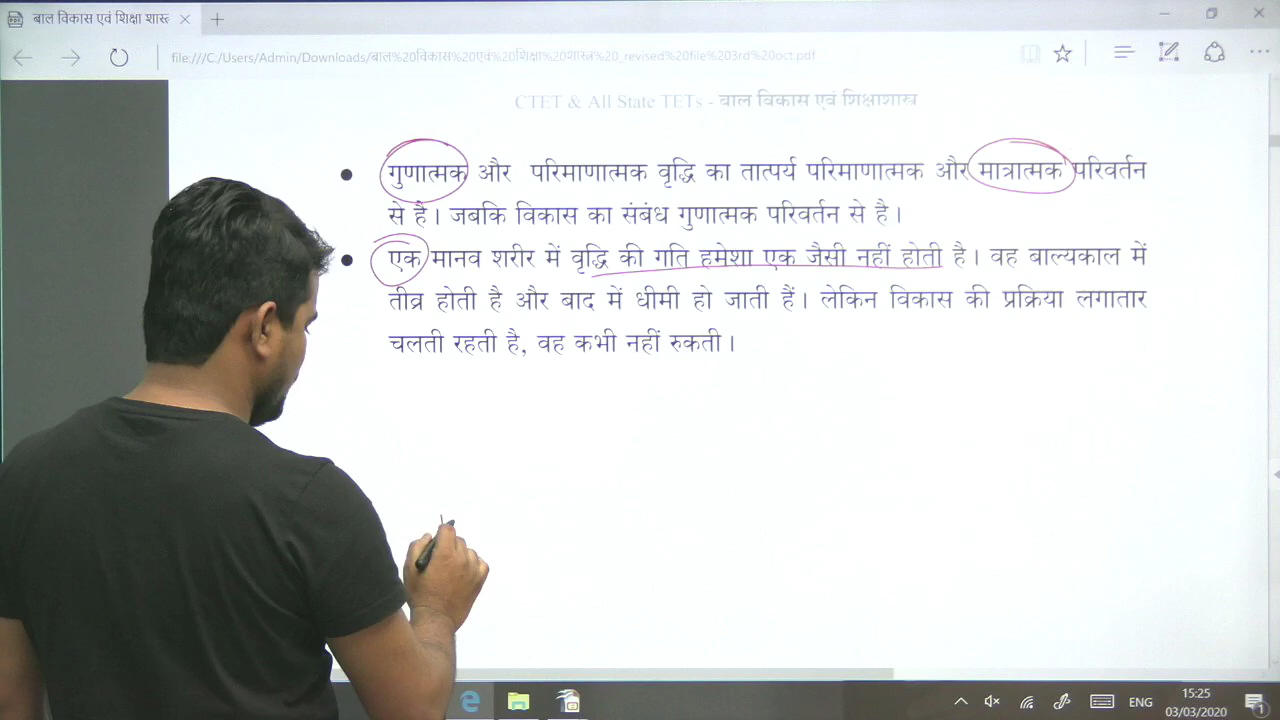 बाल विकास एवं शिक्षा शास्त
file:///C:/Users/Admin/Downloads/बाल%20विकास%20एवं%20शिक्षा%20शास्त्र%20_revised%20file%203rd%20oct.pdf
CTET & All State TETs - बाल विकास एवं शिक्षाशास्त्र
• गुणात्मक और परिमाणात्मक वृद्धि का तात्पर्य परिमाणात्मक और मात्रात्मक परिवर्तन
से है। जबकि विकास का संबंध गुणात्मक परिवर्तन से है।
• एक मानव शरीर में वृद्धि की गति हमेशा एक जैसी नहीं होती है। वह बाल्यकाल में
तीव्र होती है और बाद में धीमी हो जाती हैं। लेकिन विकास की प्रक्रिया लगातार
चलती रहती है, वह कभी नहीं रुकती।
ENG
15:25
03/03/2020
1